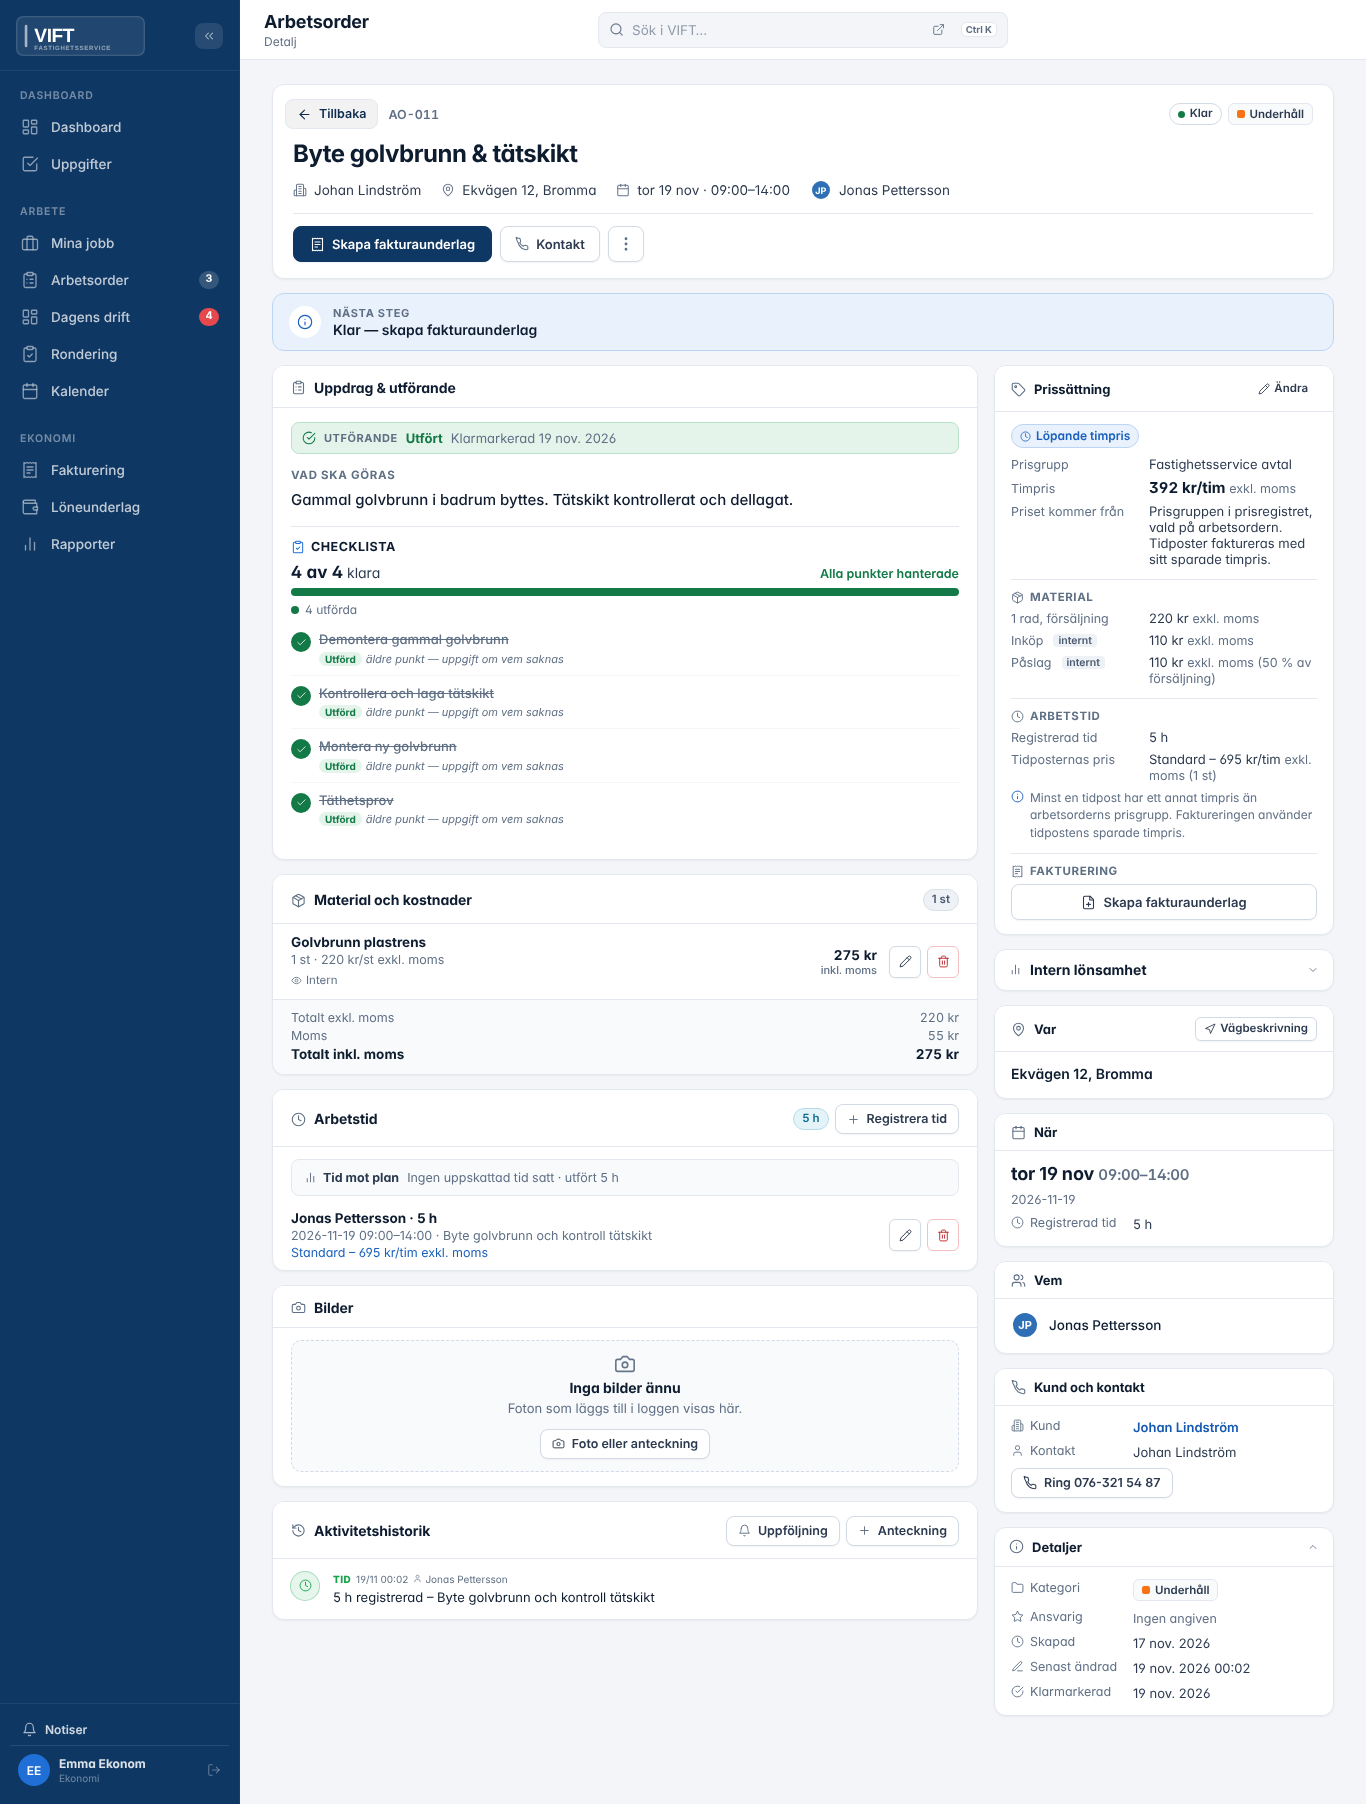 VIFT
FASTIGHETSSERVICE
DASHBOARD
Dashboard
Uppgifter
ARBETE
Mina jobb
Arbetsorder 3
Dagens drift 4
Rondering
Kalender
EKONOMI
Fakturering
Löneunderlag
Rapporter
Notiser
EE
Emma Ekonom
Ekonomi
Arbetsorder
Detalj
Sök i VIFT...
Ctrl K
Tillbaka AO-011
Klar Underhåll
Byte golvbrunn & tätskikt
Johan Lindström Ekvägen 12, Bromma tor 19 nov · 09:00–14:00 JP Jonas Pettersson
Skapa fakturaunderlag Kontakt
NÄSTA STEG
Klar — skapa fakturaunderlag
Uppdrag & utförande
UTFÖRANDE Utfört Klarmarkerad 19 nov. 2026
VAD SKA GÖRAS
Gammal golvbrunn i badrum byttes. Tätskikt kontrollerat och dellagat.
CHECKLISTA
4 av 4 klara Alla punkter hanterade
4 utförda
Demontera gammal golvbrunn
Utförd äldre punkt — uppgift om vem saknas
Kontrollera och laga tätskikt
Utförd äldre punkt — uppgift om vem saknas
Montera ny golvbrunn
Utförd äldre punkt — uppgift om vem saknas
Täthetsprov
Utförd äldre punkt — uppgift om vem saknas
Material och kostnader 1 st
Golvbrunn plastrens
1 st · 220 kr/st exkl. moms
Intern
275 kr
inkl. moms
Totalt exkl. moms 220 kr
Moms 55 kr
Totalt inkl. moms 275 kr
Arbetstid 5 h Registrera tid
Tid mot plan Ingen uppskattad tid satt · utfört 5 h
Jonas Pettersson · 5 h
2026-11-19 09:00–14:00 · Byte golvbrunn och kontroll tätskikt
Standard – 695 kr/tim exkl. moms
Bilder
Inga bilder ännu
Foton som läggs till i loggen visas här.
Foto eller anteckning
Aktivitetshistorik Uppföljning Anteckning
TID 19/11 00:02 Jonas Pettersson
5 h registrerad – Byte golvbrunn och kontroll tätskikt
Prissättning Ändra
Löpande timpris
Prisgrupp Fastighetsservice avtal
Timpris 392 kr/tim exkl. moms
Priset kommer från Prisgruppen i prisregistret,
vald på arbetsordern.
Tidposter faktureras med
sitt sparade timpris.
MATERIAL
1 rad, försäljning 220 kr exkl. moms
Inköp internt 110 kr exkl. moms
Påslag internt 110 kr exkl. moms (50 % av
försäljning)
ARBETSTID
Registrerad tid 5 h
Tidposternas pris Standard – 695 kr/tim exkl.
moms (1 st)
Minst en tidpost har ett annat timpris än
arbetsorderns prisgrupp. Faktureringen använder
tidpostens sparade timpris.
FAKTURERING
Skapa fakturaunderlag
Intern lönsamhet
Var Vägbeskrivning
Ekvägen 12, Bromma
När
tor 19 nov 09:00–14:00
2026-11-19
Registrerad tid 5 h
Vem
JP Jonas Pettersson
Kund och kontakt
Kund Johan Lindström
Kontakt Johan Lindström
Ring 076-321 54 87
Detaljer
Kategori Underhåll
Ansvarig Ingen angiven
Skapad 17 nov. 2026
Senast ändrad 19 nov. 2026 00:02
Klarmarkerad 19 nov. 2026